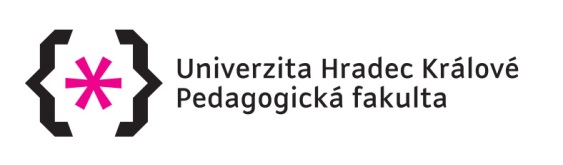 Univerzita Hradec Králové
Pedagogická fakulta